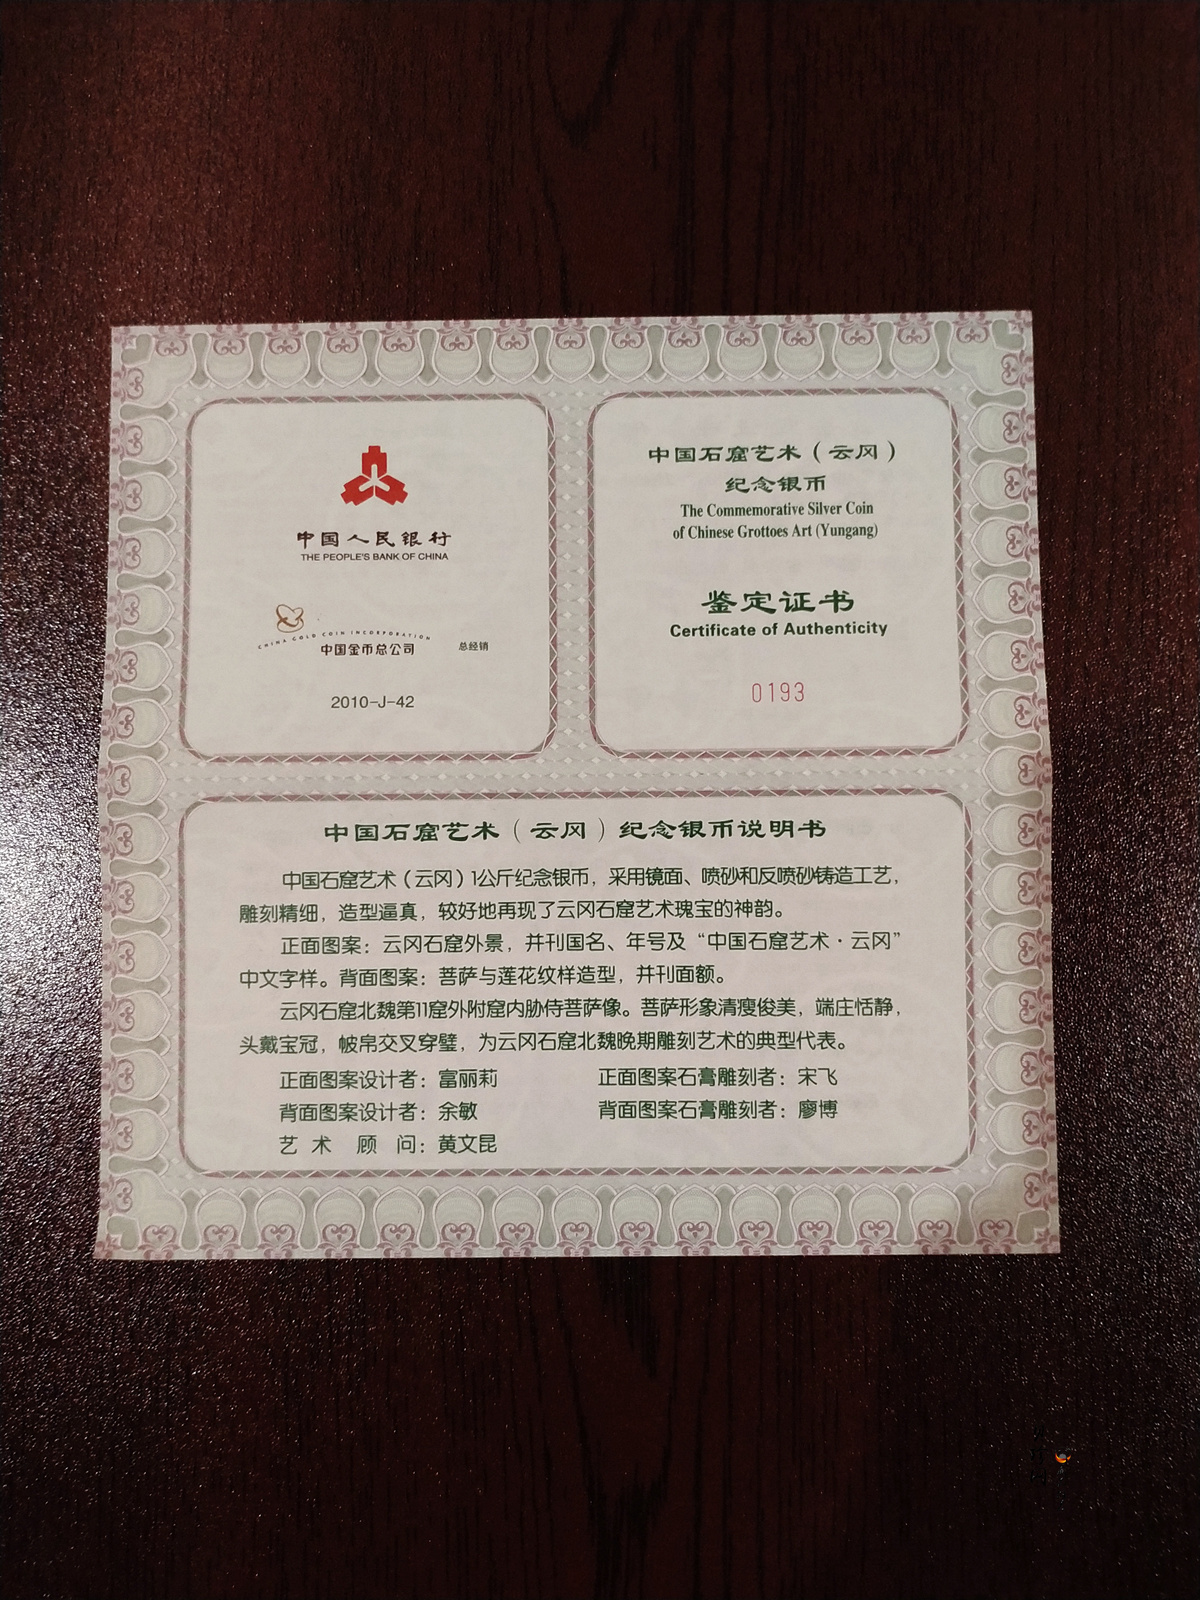 中国人民银行
THE PEOPLE'S BANK OF CHINA
CHINA GOLD COIN INCORPORATION
中国金币总公司 总经销
2010-J-42
中国石窟艺术（云冈）
纪念银币
The Commemorative Silver Coin
of Chinese Grottoes Art (Yungang)
鉴定证书
Certificate of Authenticity
0193
中国石窟艺术（云冈）纪念银币说明书
中国石窟艺术（云冈）1公斤纪念银币，采用镜面、喷砂和反喷砂铸造工艺，
雕刻精细，造型逼真，较好地再现了云冈石窟艺术瑰宝的神韵。
正面图案：云冈石窟外景，并刊国名、年号及“中国石窟艺术·云冈”
中文字样。背面图案：菩萨与莲花纹样造型，并刊面额。
云冈石窟北魏第11窟外附窟内胁侍菩萨像。菩萨形象清瘦俊美，端庄恬静，
头戴宝冠，帔帛交叉穿璧，为云冈石窟北魏晚期雕刻艺术的典型代表。
正面图案设计者：富丽莉 正面图案石膏雕刻者：宋飞
背面图案设计者：余敏 背面图案石膏雕刻者：廖博
艺术顾问：黄文昆